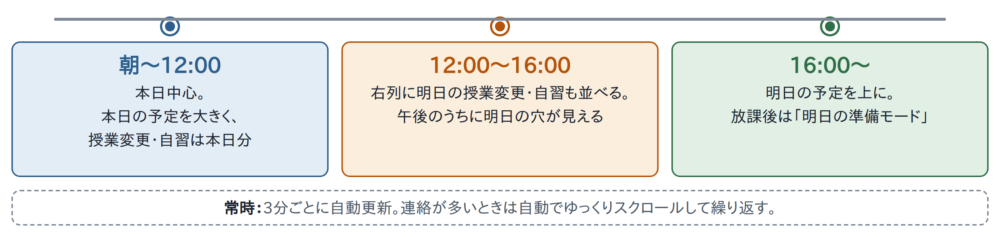 朝〜12:00
本日中心。
本日の予定を大きく、
授業変更・自習は本日分
12:00〜16:00
右列に明日の授業変更・自習も並べる。
午後のうちに明日の穴が見える
16:00〜
明日の予定を上に。
放課後は「明日の準備モード」
常時：3分ごとに自動更新。連絡が多いときは自動でゆっくりスクロールして繰り返す。